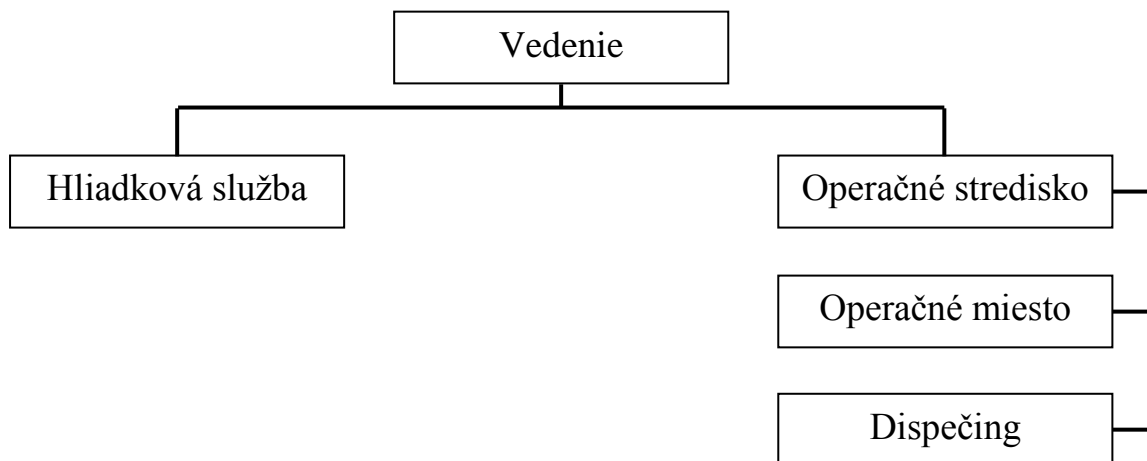 Vedenie
Hliadková služba
Operačné stredisko
Operačné miesto
Dispečing